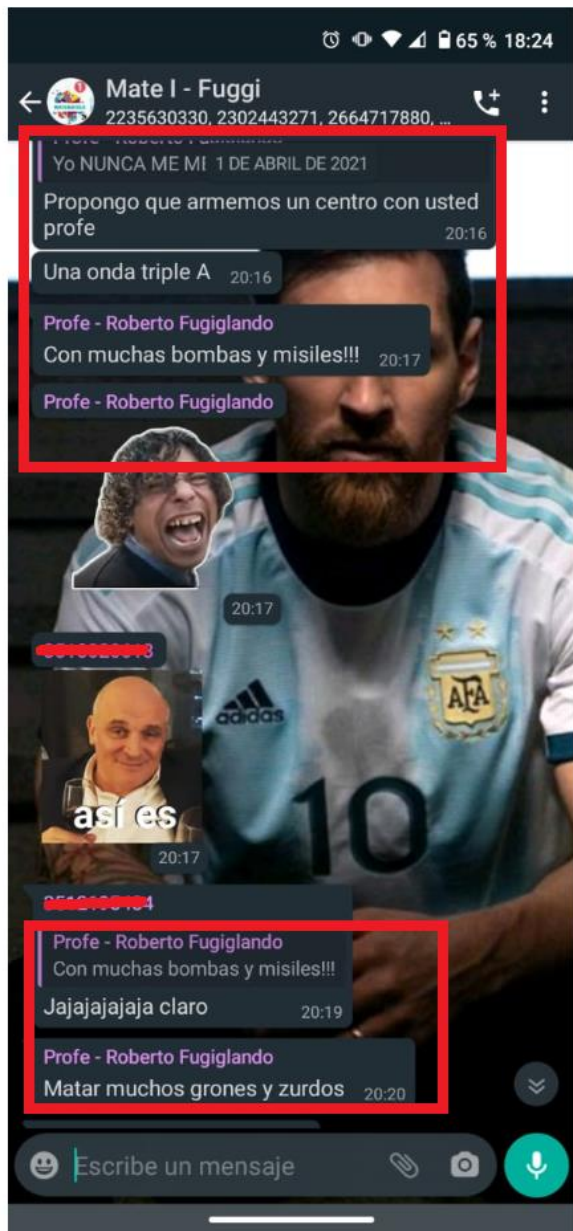 65 % 18:24
Mate I - Fuggi
2235630330, 2302443271, 2664717880, ...
Yo NUNCA ME
1 DE ABRIL DE 2021
Propongo que armemos un centro con usted
profe
20:16
Una onda triple A 20:16
Profe - Roberto Fugiglando
Con muchas bombas y misiles!!! 20:17
Profe - Roberto Fugiglando
20:17
adidas
AFA
10
así es
20:17
Profe - Roberto Fugiglando
Con muchas bombas y misiles!!!
Jajajajajaja claro 20:19
Profe - Roberto Fugiglando
Matar muchos grones y zurdos 20:20
Escribe un mensaje